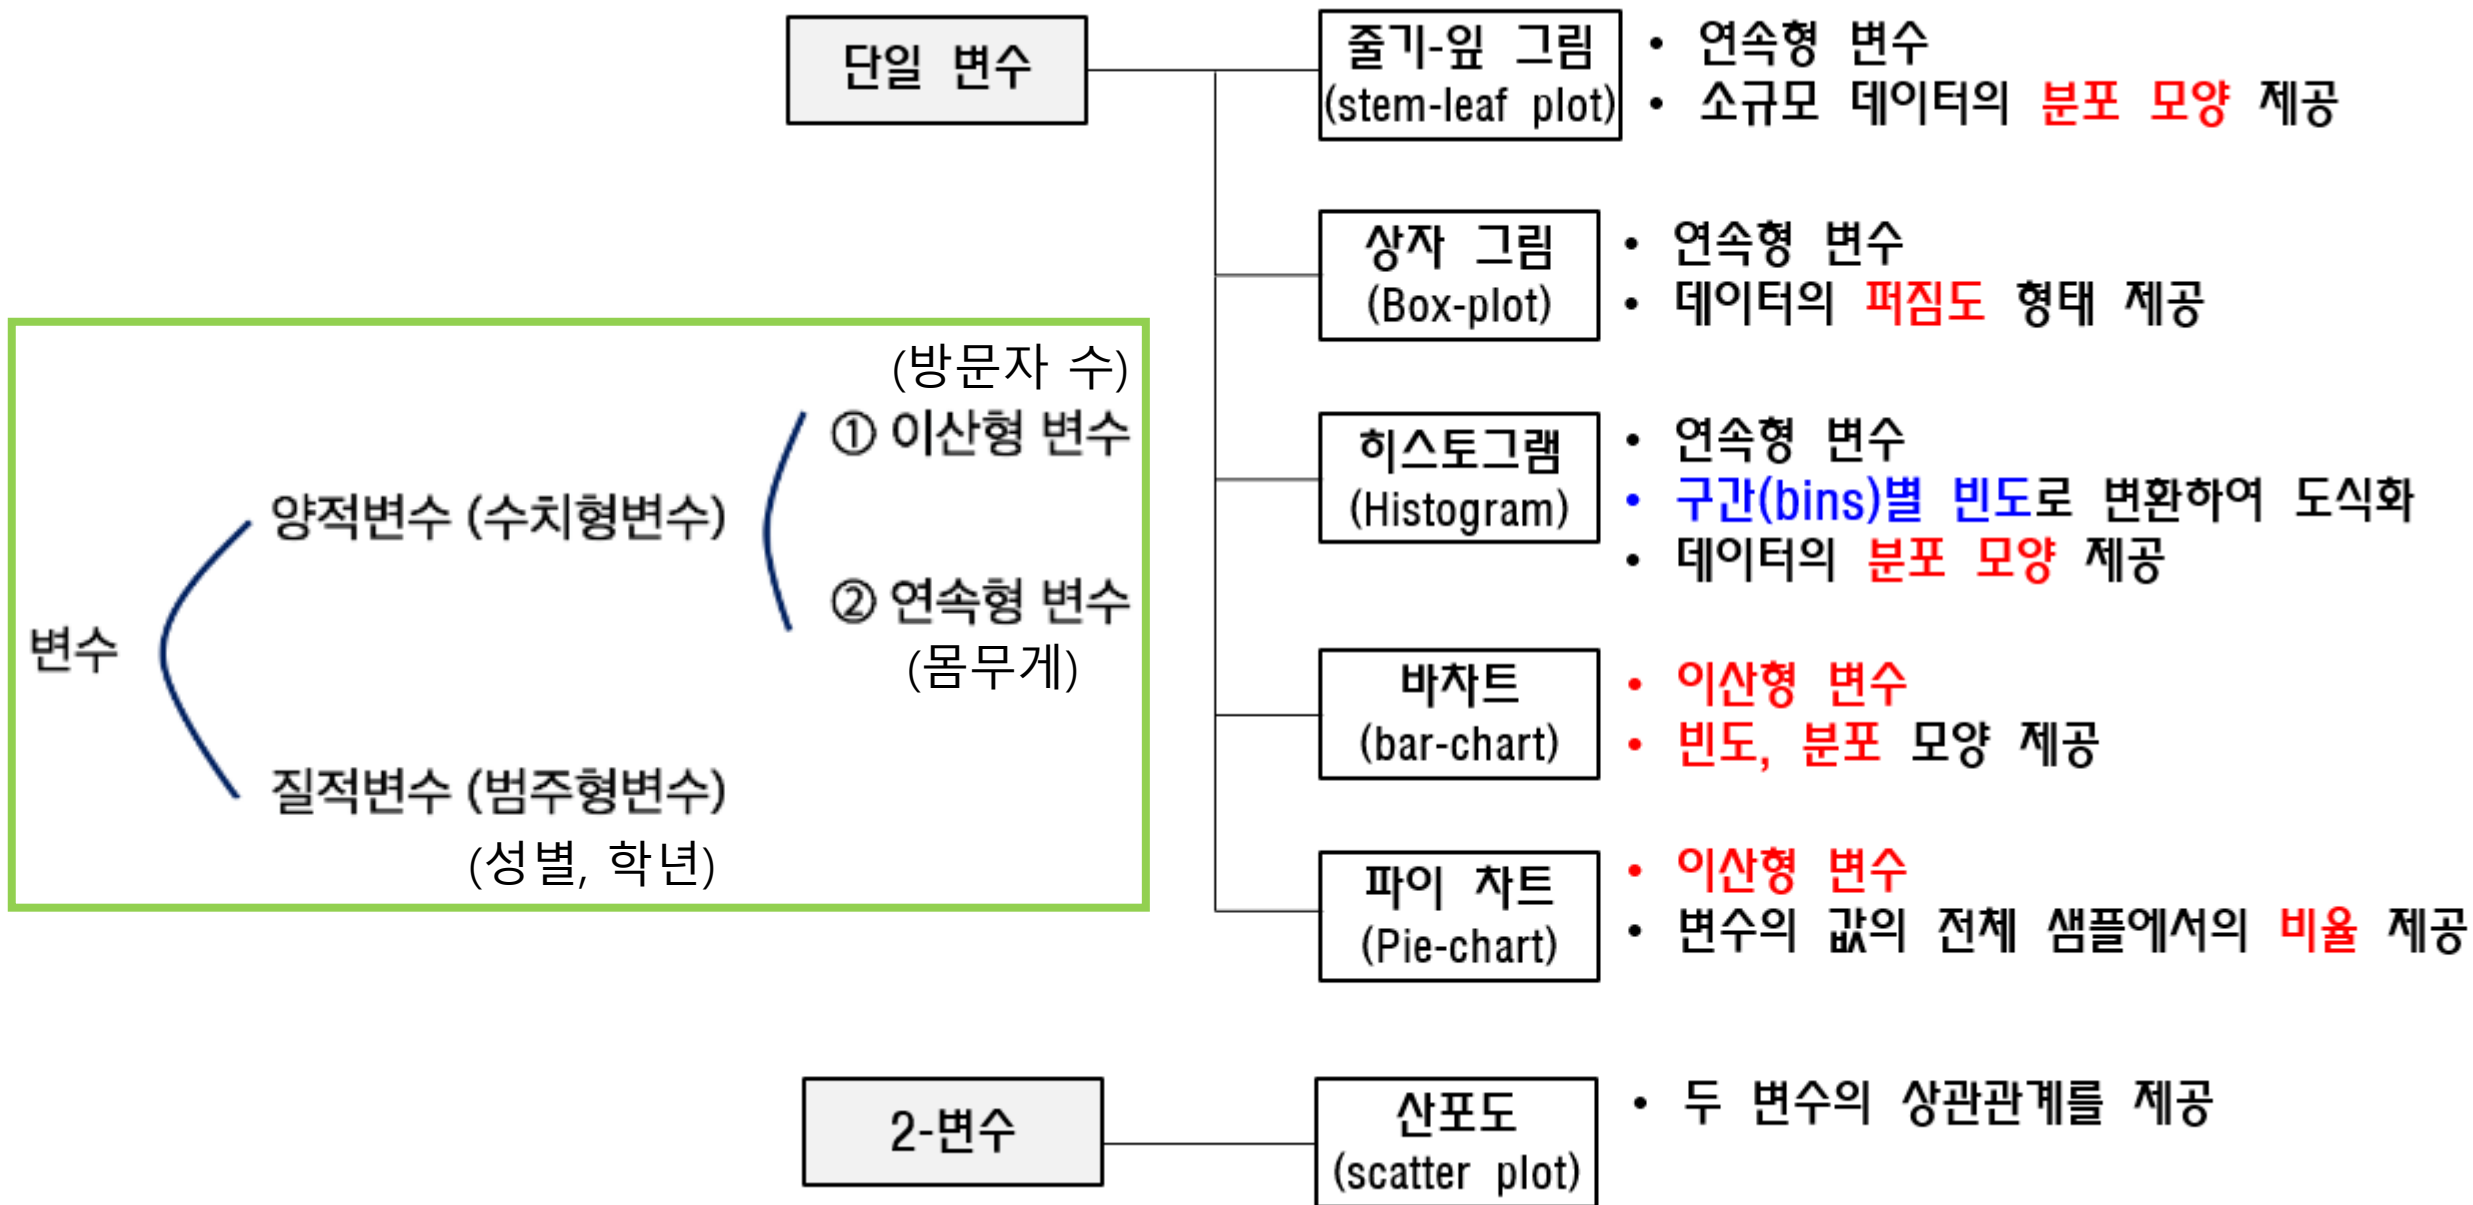 단일 변수
줄기-잎 그림
(stem-leaf plot)
• 연속형 변수
• 소규모 데이터의 분포 모양 제공
상자 그림
(Box-plot)
• 연속형 변수
• 데이터의 퍼짐도 형태 제공
히스토그램
(Histogram)
• 연속형 변수
• 구간(bins)별 빈도로 변환하여 도식화
• 데이터의 분포 모양 제공
바차트
(bar-chart)
• 이산형 변수
• 빈도, 분포 모양 제공
파이 차트
(Pie-chart)
• 이산형 변수
• 변수의 값의 전체 샘플에서의 비율 제공
변수
양적변수 (수치형변수)
(방문자 수)
① 이산형 변수
② 연속형 변수
(몸무게)
질적변수 (범주형변수)
(성별, 학년)
2-변수
산포도
(scatter plot)
• 두 변수의 상관관계를 제공